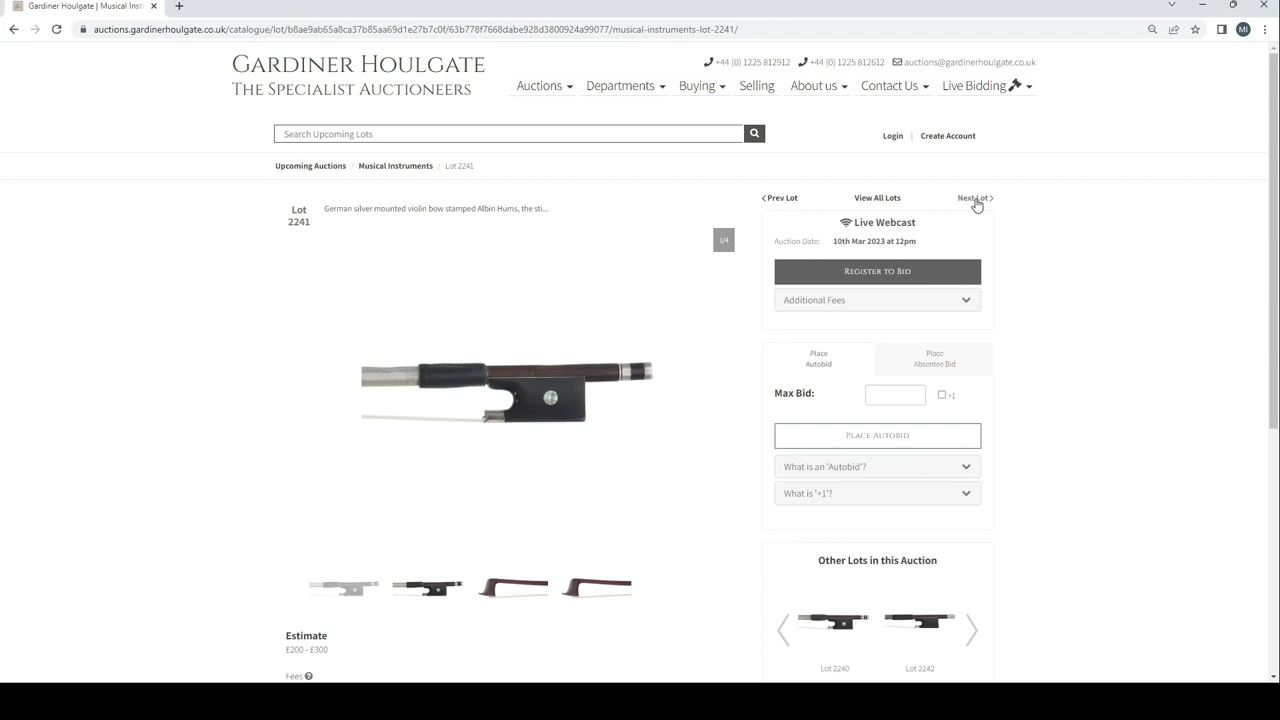 Gardiner Houlgate | Musical Inst
auctions.gardinerhoulgate.co.uk/catalogue/lot/b8ae9ab65a8ca37b85aa69d1e27b7c0f/63b778f7668dabe928d3800924a99077/musical-instruments-lot-2241/
MI
GARDINER HOULGATE
THE SPECIALIST AUCTIONEERS
+44 (0) 1225 812912 +44 (0) 1225 812612 auctions@gardinerhoulgate.co.uk
Auctions Departments Buying Selling About us Contact Us Live Bidding
Search Upcoming Lots
Login | Create Account
Upcoming Auctions / Musical Instruments / Lot 2241
Lot
2241
German silver mounted violin bow stamped Albin Hums, the sti...
1/4
Prev Lot View All Lots Next Lot
Live Webcast
Auction Date: 10th Mar 2023 at 12pm
REGISTER TO BID
Additional Fees
Place
Autobid
Place
Absentee Bid
Max Bid: +1
PLACE AUTOBID
What is an 'Autobid'?
What is '+1'?
Other Lots in this Auction
Lot 2240 Lot 2242
Estimate
£200 - £300
Fees ?